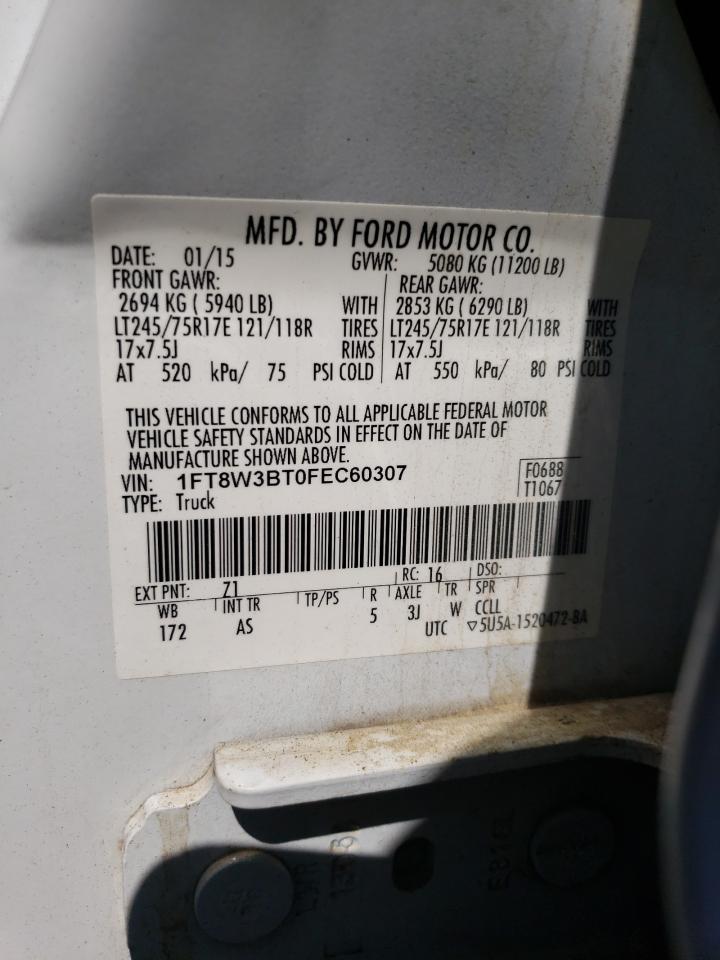 MFD. BY FORD MOTOR CO.
DATE: 01/15 GVWR: 5080 KG (11200 LB)
FRONT GAWR: REAR GAWR:
2694 KG ( 5940 LB) WITH 2853 KG ( 6290 LB) WITH
LT245/75R17E 121/118R TIRES LT245/75R17E 121/118R TIRES
17x7.5J RIMS 17x7.5J RIMS
AT 520 kPa/ 75 PSI COLD AT 550 kPa/ 80 PSI COLD
THIS VEHICLE CONFORMS TO ALL APPLICABLE FEDERAL MOTOR
VEHICLE SAFETY STANDARDS IN EFFECT ON THE DATE OF
MANUFACTURE SHOWN ABOVE.
VIN: 1FT8W3BT0FEC60307 F0688
TYPE: Truck T1067
EXT PNT: Z1 RC: 16 DSO:
WB INT TR TP/PS R AXLE TR SPR
172 AS 5 3J W CCLL
UTC ▽5U5A-1520472-BA